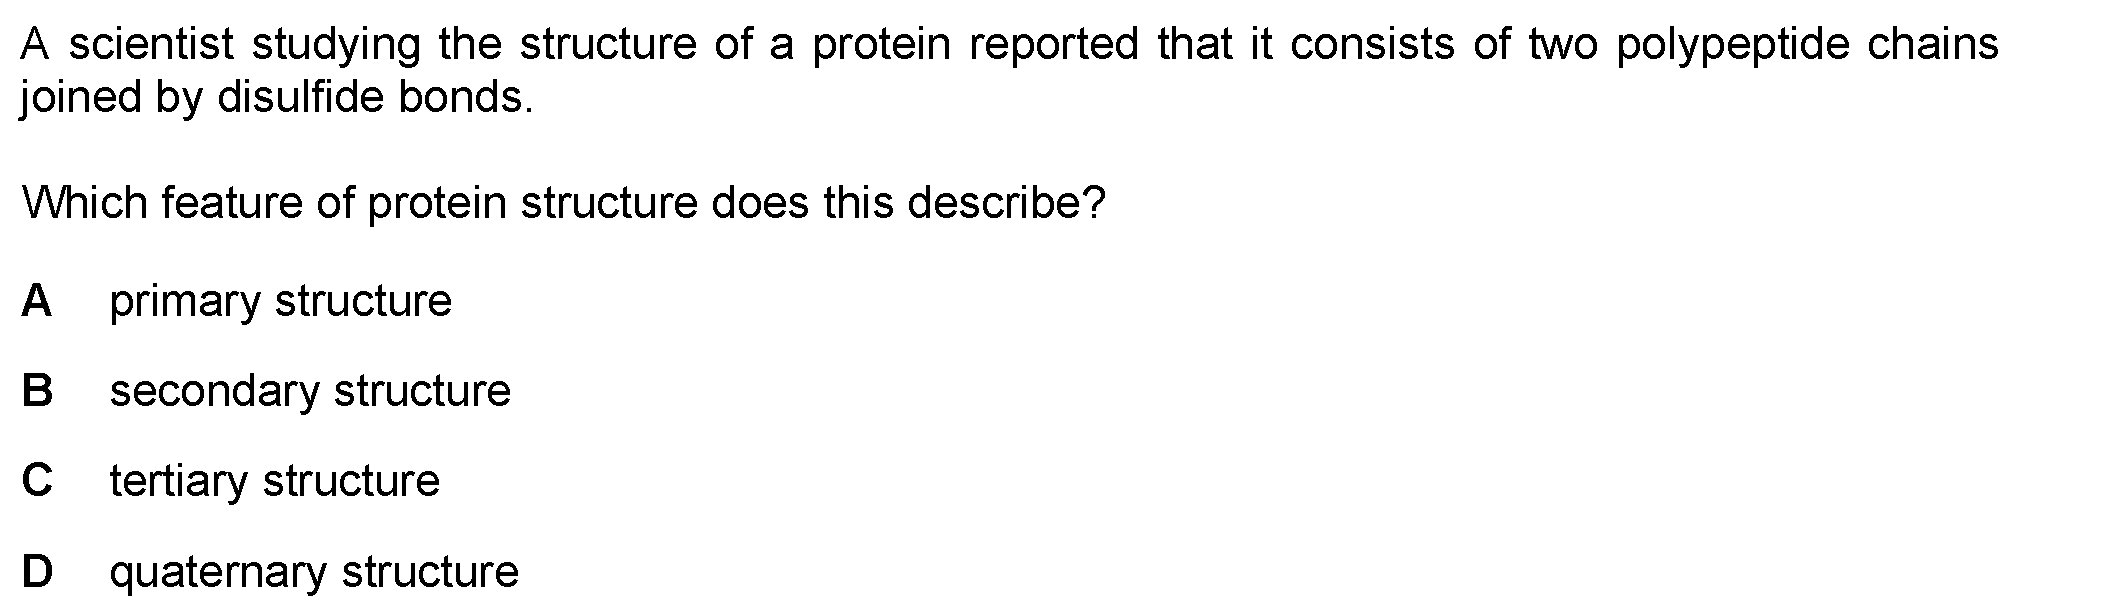 A scientist studying the structure of a protein reported that it consists of two polypeptide chains
joined by disulfide bonds.
Which feature of protein structure does this describe?
A primary structure
B secondary structure
C tertiary structure
D quaternary structure